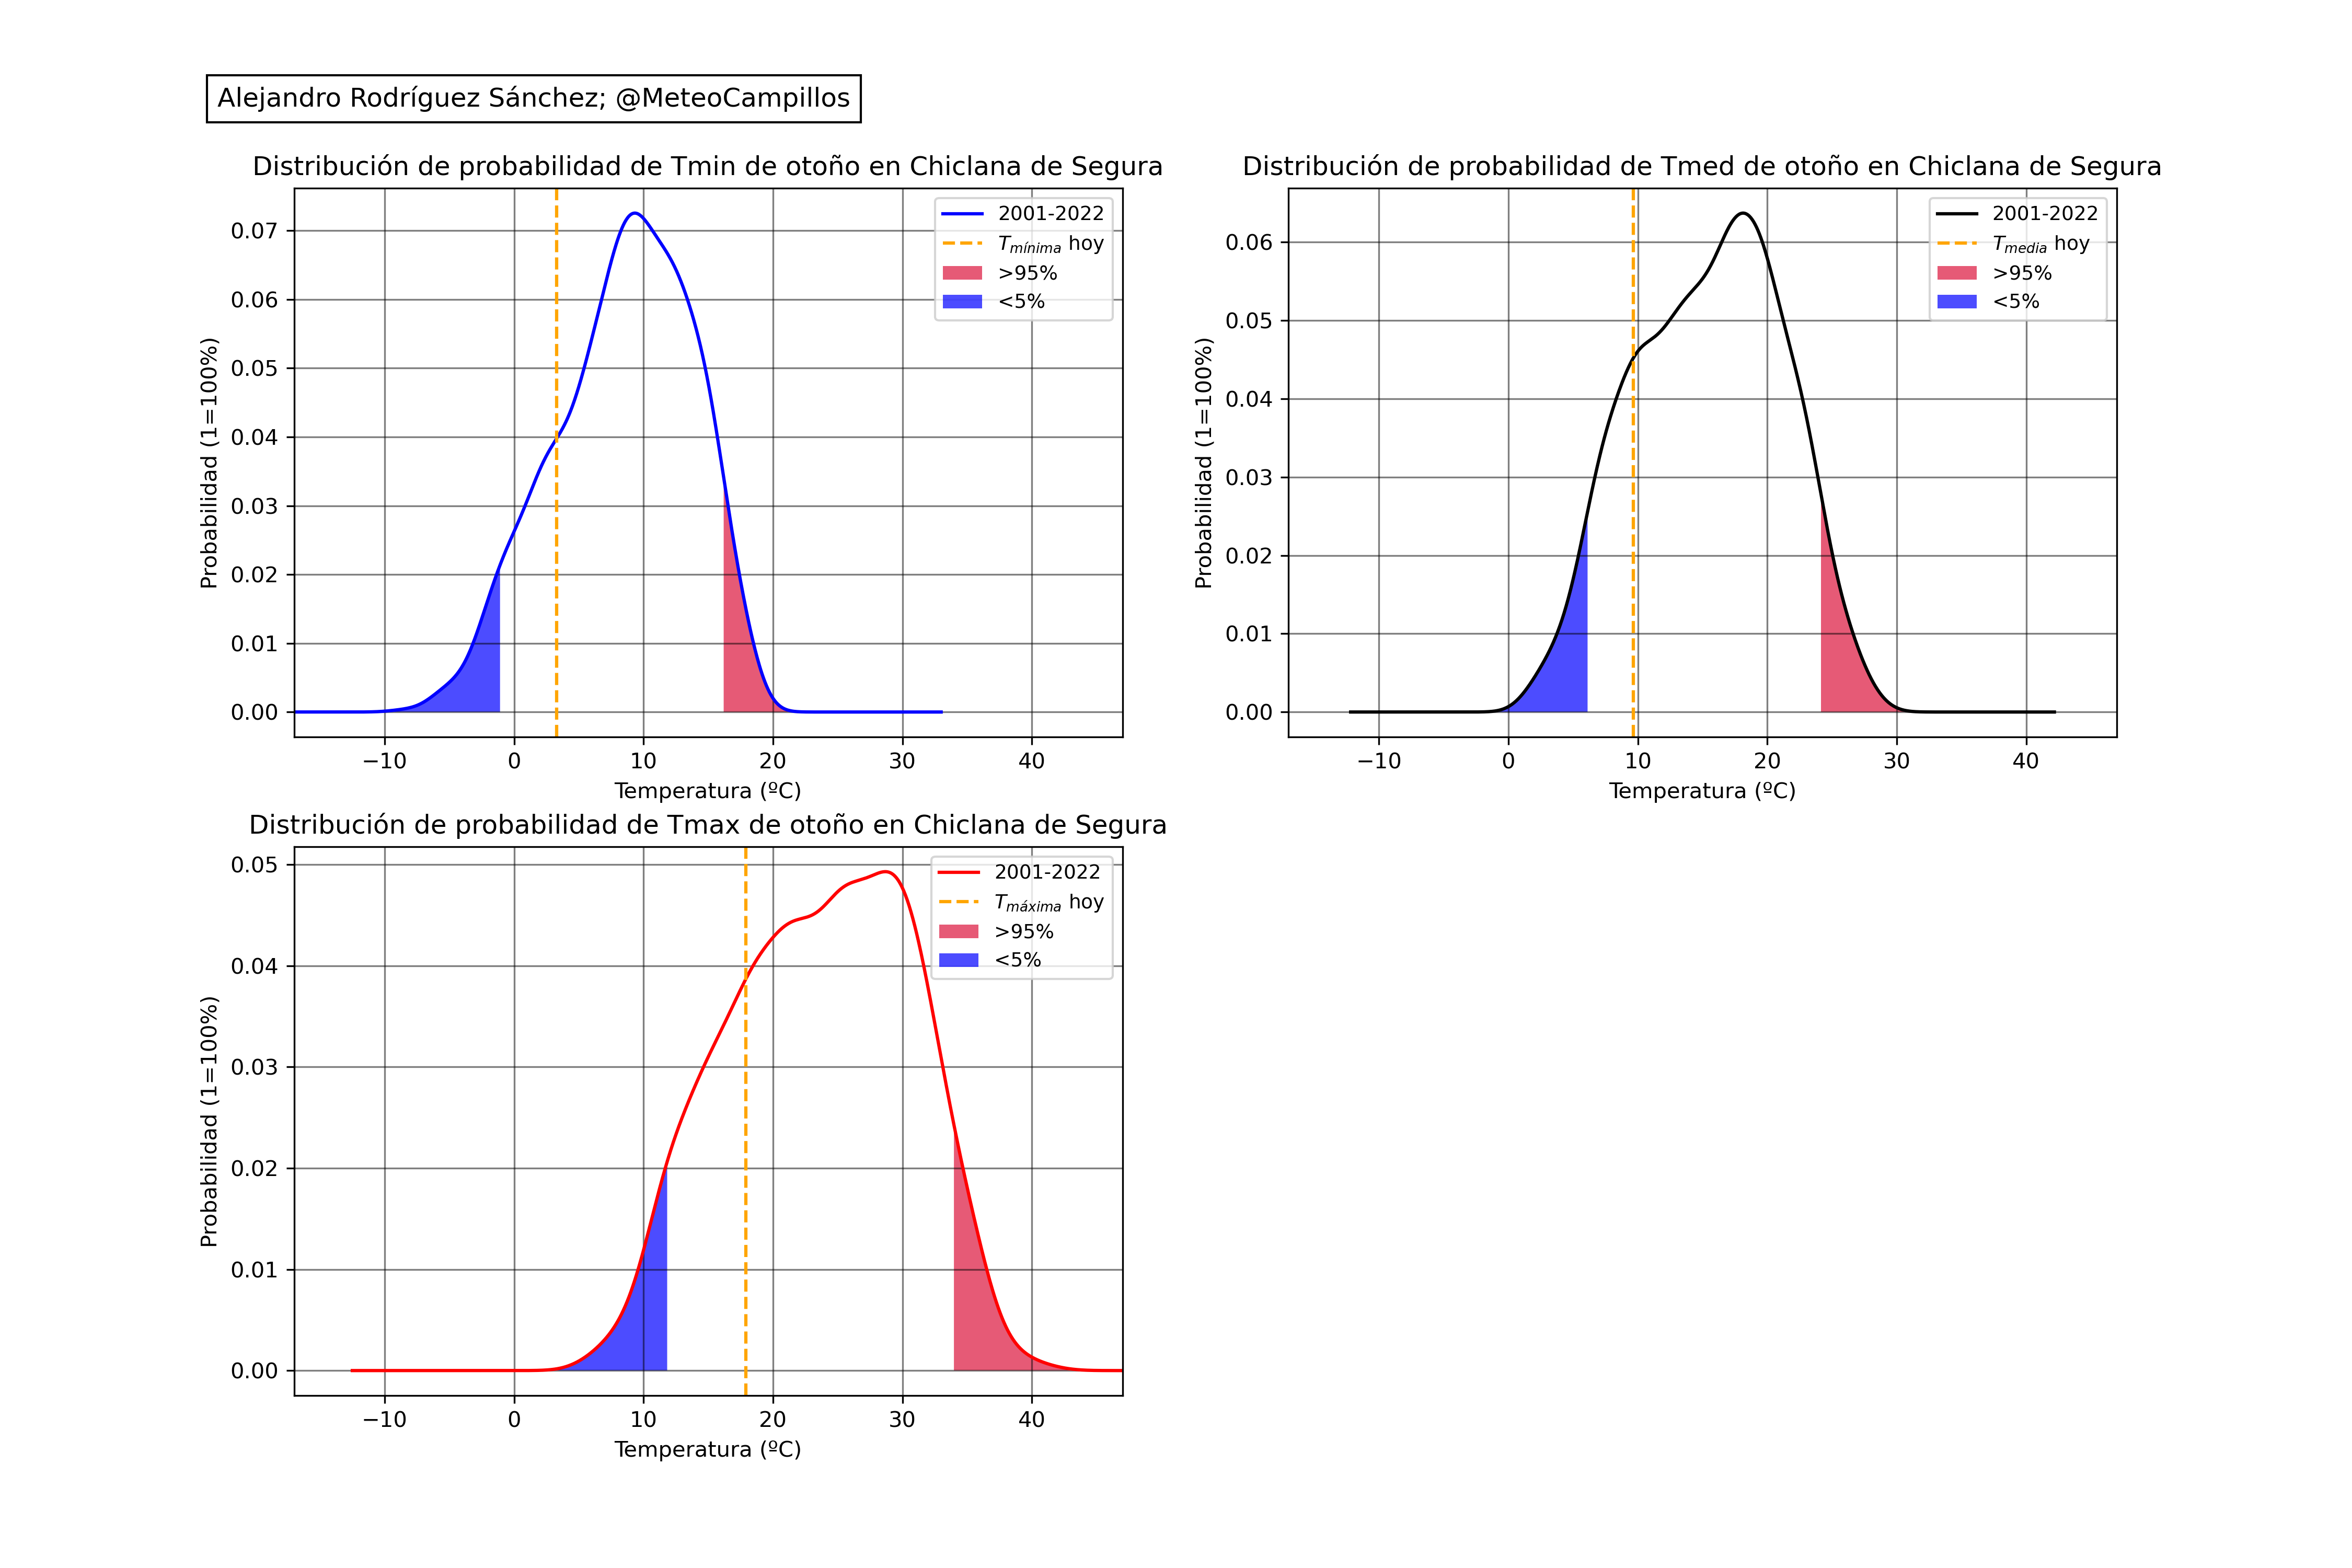 Alejandro Rodríguez Sánchez; @MeteoCampillos
Distribución de probabilidad de Tmin de otoño en Chiclana de Segura
Probabilidad (1=100%)
0.07
0.06
0.05
0.04
0.03
0.02
0.01
0.00
2001-2022
Tmínima hoy
>95%
<5%
−10 0 10 20 30 40
Temperatura (ºC)
Distribución de probabilidad de Tmed de otoño en Chiclana de Segura
Probabilidad (1=100%)
0.06
0.05
0.04
0.03
0.02
0.01
0.00
2001-2022
Tmedia hoy
>95%
<5%
−10 0 10 20 30 40
Temperatura (ºC)
Distribución de probabilidad de Tmax de otoño en Chiclana de Segura
Probabilidad (1=100%)
0.05
0.04
0.03
0.02
0.01
0.00
2001-2022
Tmáxima hoy
>95%
<5%
−10 0 10 20 30 40
Temperatura (ºC)